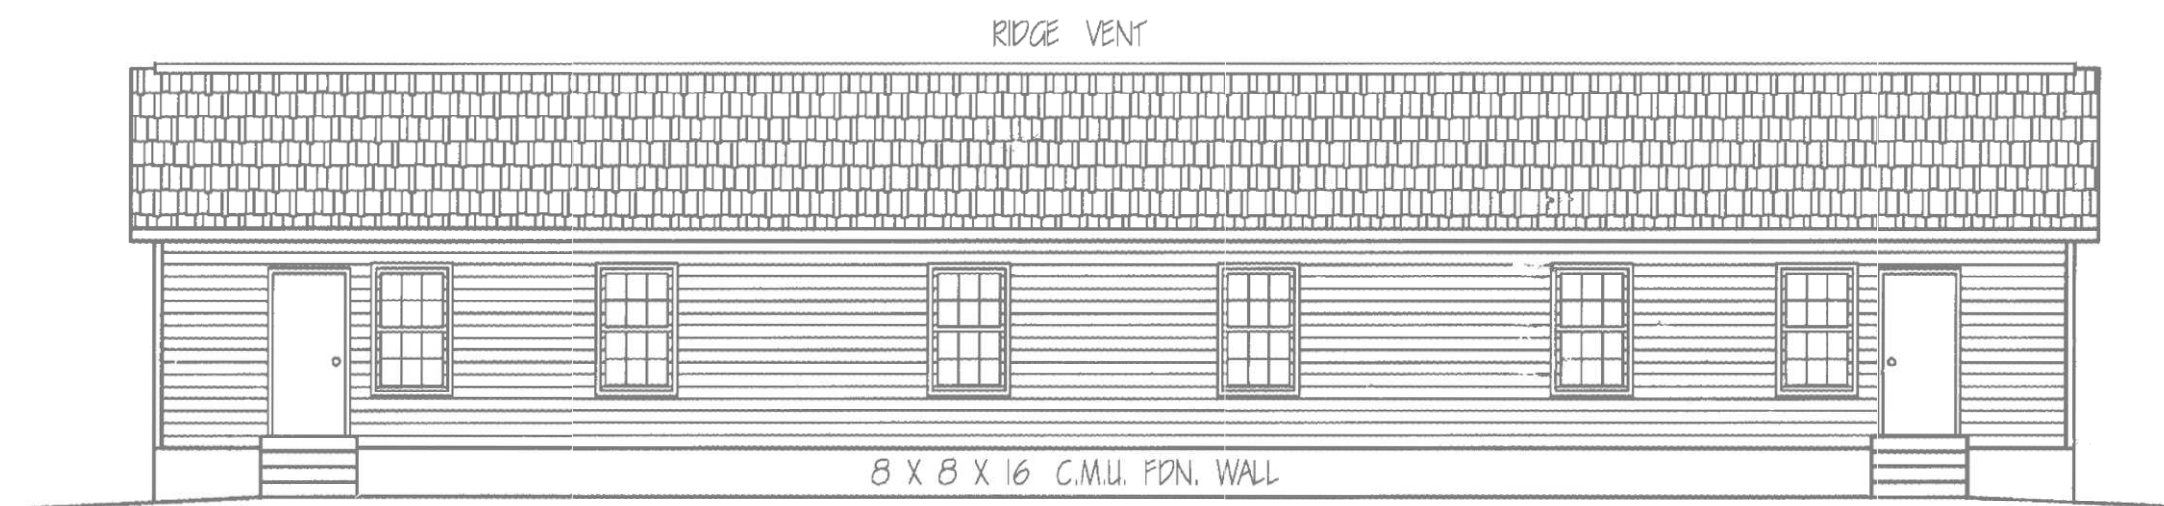 RIDGE VENT
8 X 8 X 16 C.M.U. FDN. WALL